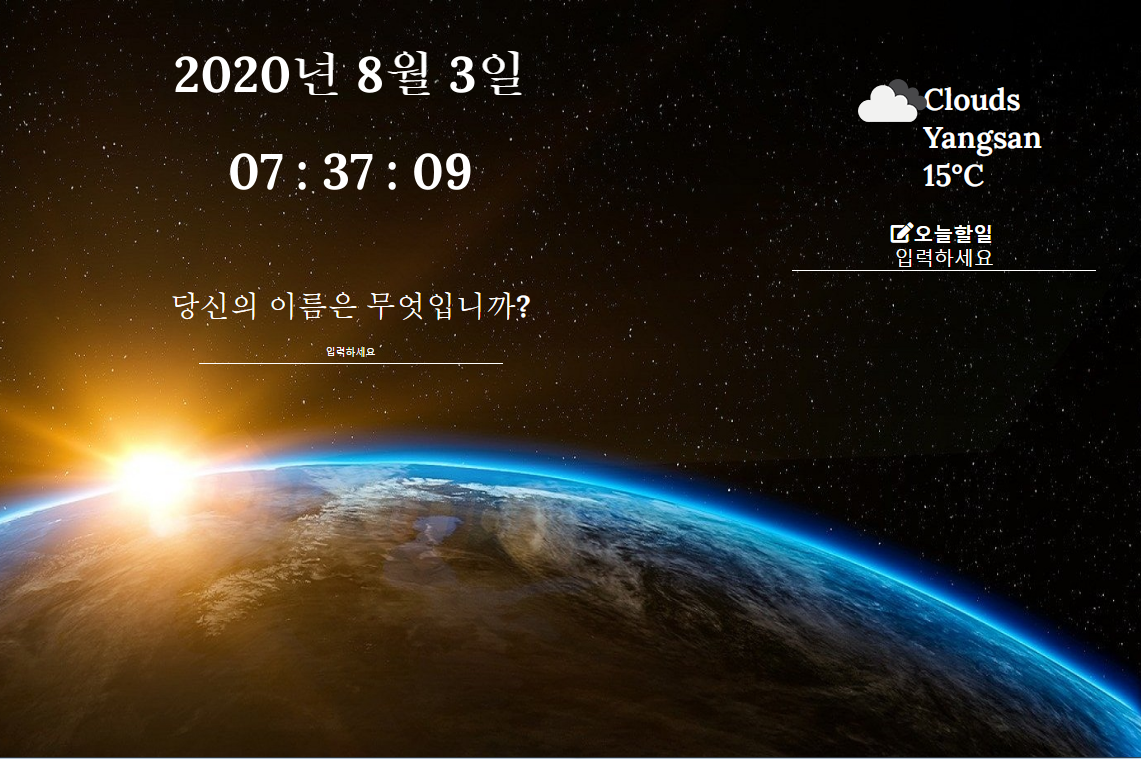 2020년 8월 3일
07 : 37 : 09
당신의 이름은 무엇입니까?
입력하세요
Clouds
Yangsan
15°C
오늘할일
입력하세요